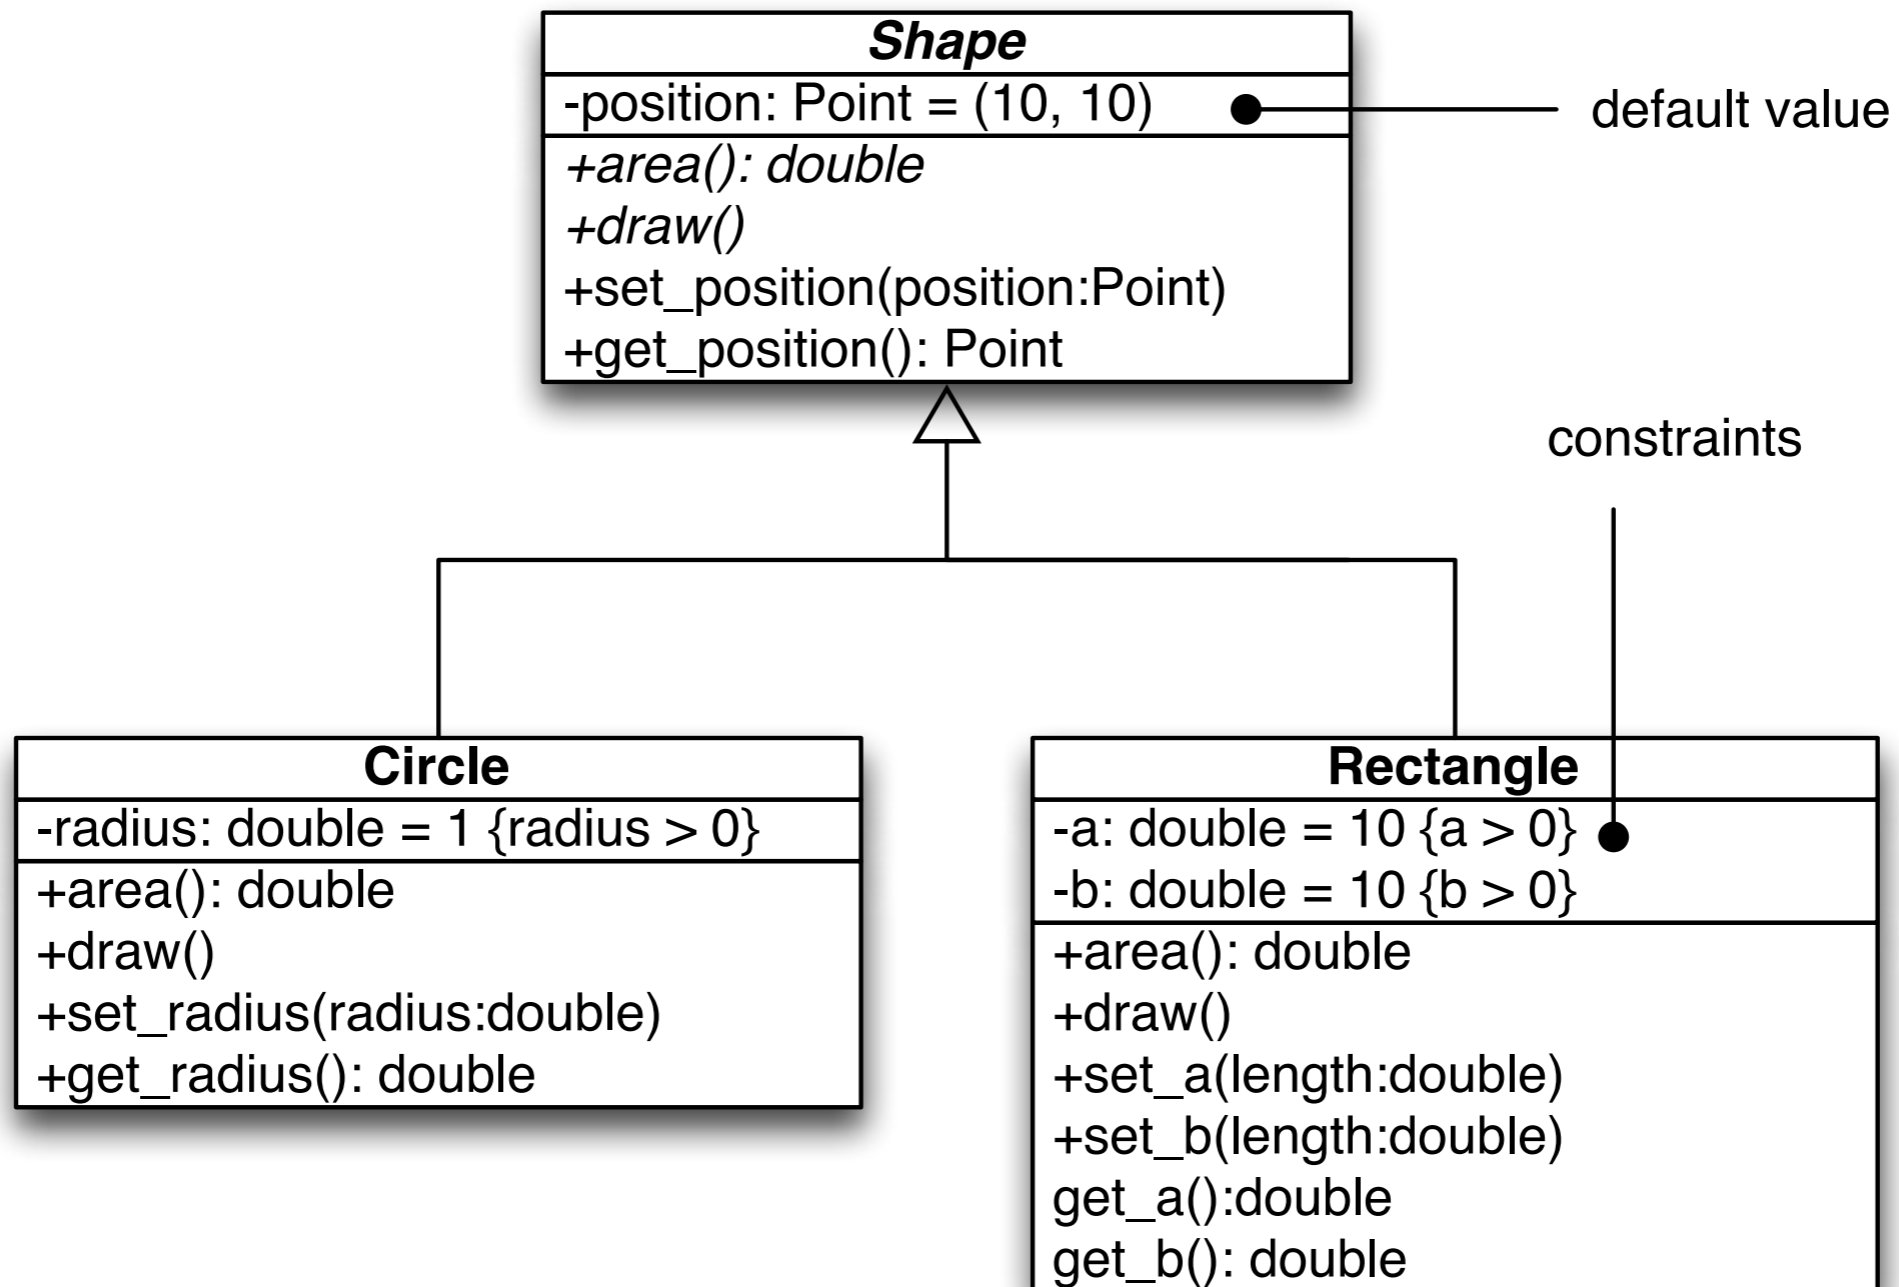 Shape
-position: Point = (10, 10)
default value
+area(): double
+draw()
+set_position(position:Point)
+get_position(): Point
constraints
Circle
-radius: double = 1 {radius > 0}
+area(): double
+draw()
+set_radius(radius:double)
+get_radius(): double
Rectangle
-a: double = 10 {a > 0}
-b: double = 10 {b > 0}
+area(): double
+draw()
+set_a(length:double)
+set_b(length:double)
get_a():double
get_b(): double